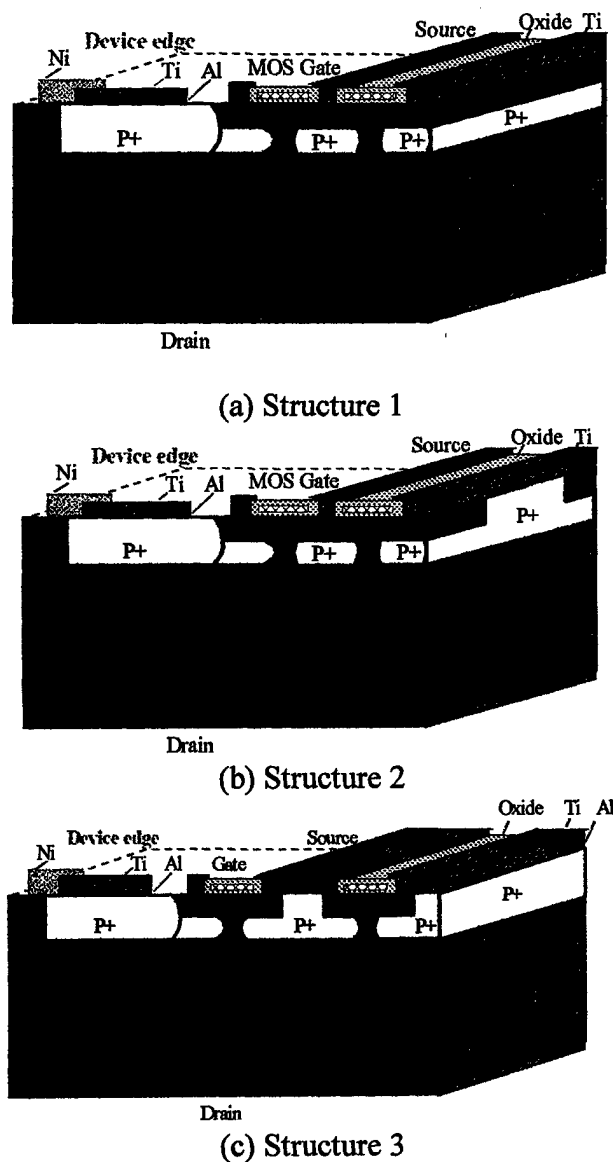 Source Oxide Ti
Device edge
Ni
Ti Al MOS Gate
P+ P+ P+ P+
Drain
(a) Structure 1
Source Oxide Ti
Device edge
Ni
Ti Al MOS Gate
P+ P+ P+ P+
Drain
(b) Structure 2
Oxide Ti Al
Device edge Source
Ni
Ti Al Gate
P+ P+ P+ P+
Drain
(c) Structure 3